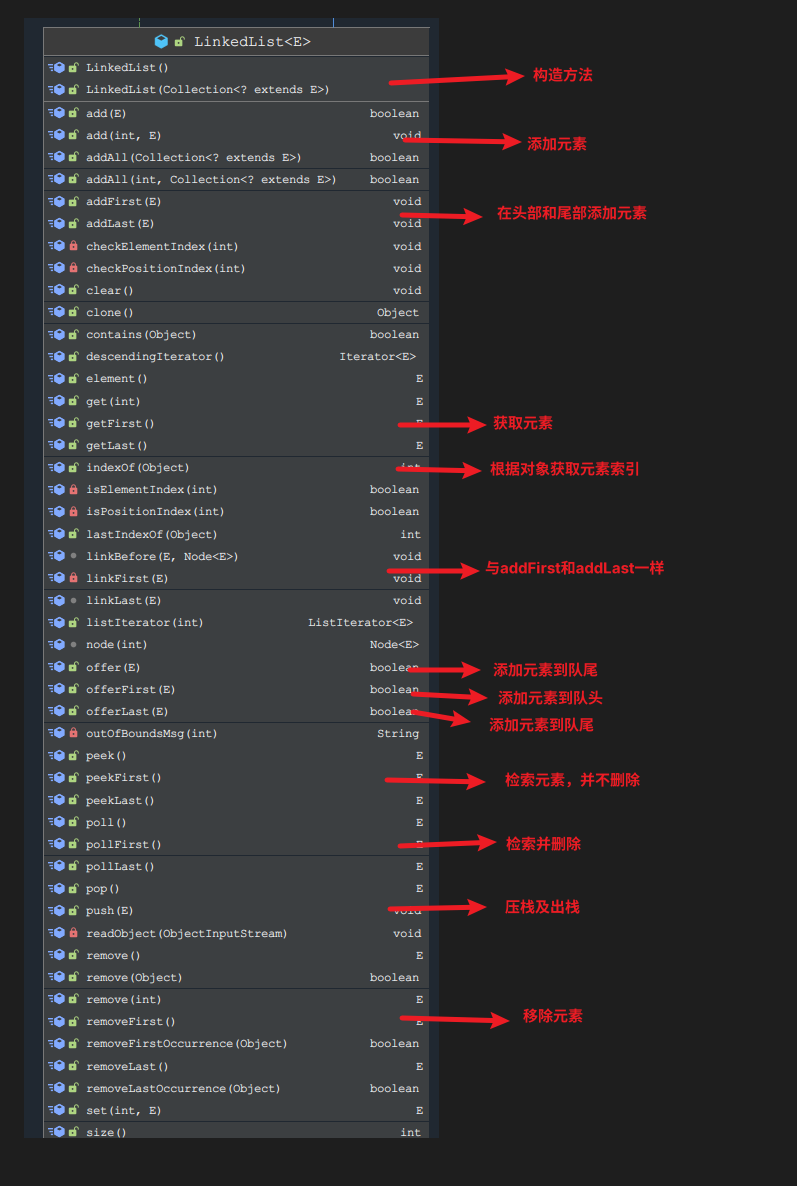 LinkedList<E>
LinkedList()
LinkedList(Collection<? extends E>)
构造方法
add(E) boolean
add(int, E) void
添加元素
addAll(Collection<? extends E>) boolean
addAll(int, Collection<? extends E>) boolean
addFirst(E) void
在头部和尾部添加元素
addLast(E) void
checkElementIndex(int) void
checkPositionIndex(int) void
clear() void
clone() Object
contains(Object) boolean
descendingIterator() Iterator<E>
element() E
get(int) E
getFirst() E
获取元素
getLast() E
indexOf(Object) int
根据对象获取元素索引
isElementIndex(int) boolean
isPositionIndex(int) boolean
lastIndexOf(Object) int
linkBefore(E, Node<E>) void
与addFirst和addLast一样
linkFirst(E) void
linkLast(E) void
listIterator(int) ListIterator<E>
node(int) Node<E>
offer(E) boolean
添加元素到队尾
offerFirst(E) boolean
添加元素到队头
offerLast(E) boolean
添加元素到队尾
outOfBoundsMsg(int) String
peek() E
peekFirst() E
检索元素，并不删除
peekLast() E
poll() E
pollFirst() E
检索并删除
pollLast() E
pop() E
push(E) void
压栈及出栈
readObject(ObjectInputStream) void
remove() E
remove(Object) boolean
remove(int) E
removeFirst() E
移除元素
removeFirstOccurrence(Object) boolean
removeLast() E
removeLastOccurrence(Object) boolean
set(int, E) E
size() int